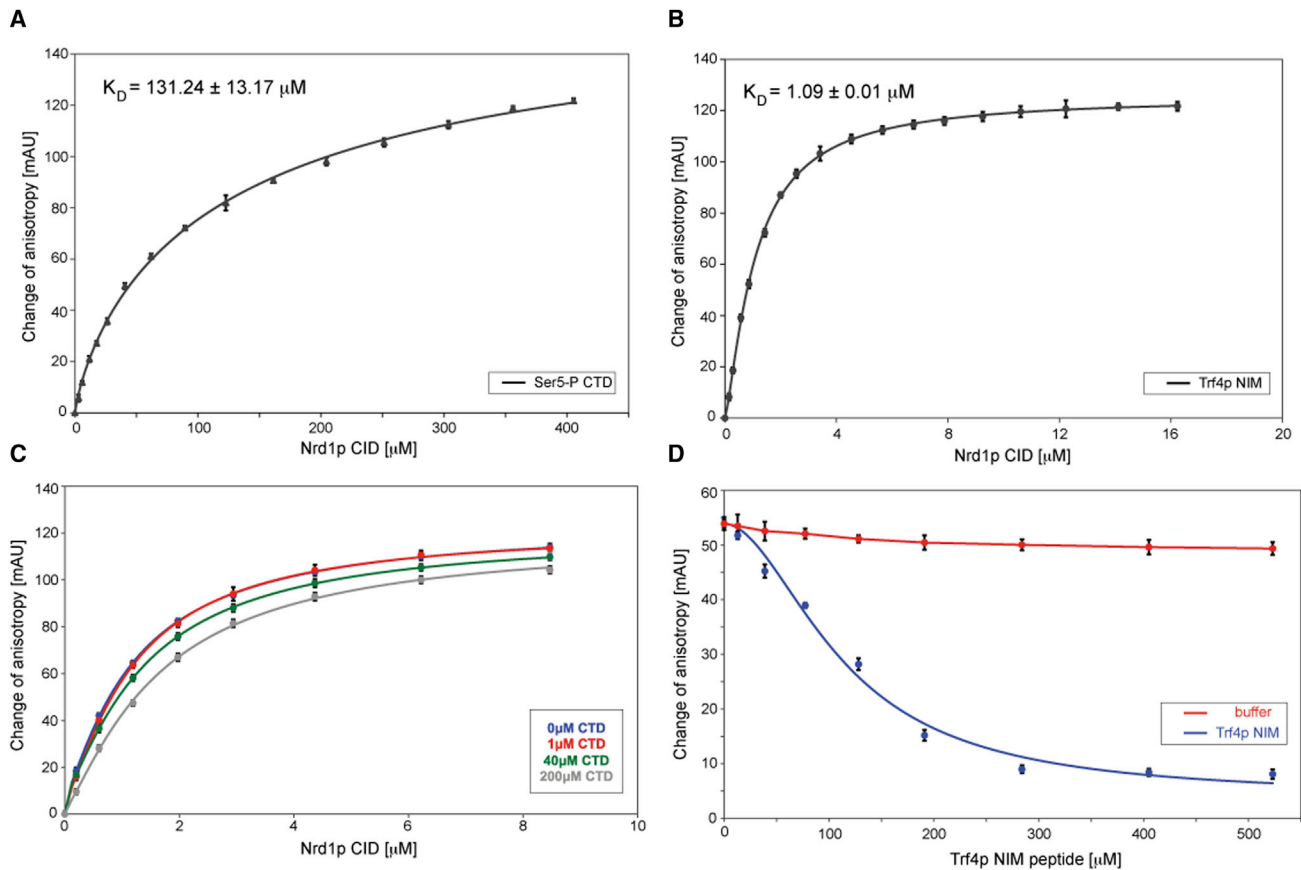 A
K_D = 131.24 ± 13.17 μM
Change of anisotropy [mAU]
140
120
100
80
60
40
20
0
0
100
200
300
400
Nrd1p CID [μM]
Ser5-P CTD
B
K_D = 1.09 ± 0.01 μM
Change of anisotropy [mAU]
140
120
100
80
60
40
20
0
0
4
8
12
16
20
Nrd1p CID [μM]
Trf4p NIM
C
Change of anisotropy [mAU]
140
120
100
80
60
40
20
0
0
2
4
6
8
10
Nrd1p CID [μM]
0μM CTD
1μM CTD
40μM CTD
200μM CTD
D
Change of anisotropy [mAU]
60
50
40
30
20
10
0
0
100
200
300
400
500
Trf4p NIM peptide [μM]
buffer
Trf4p NIM